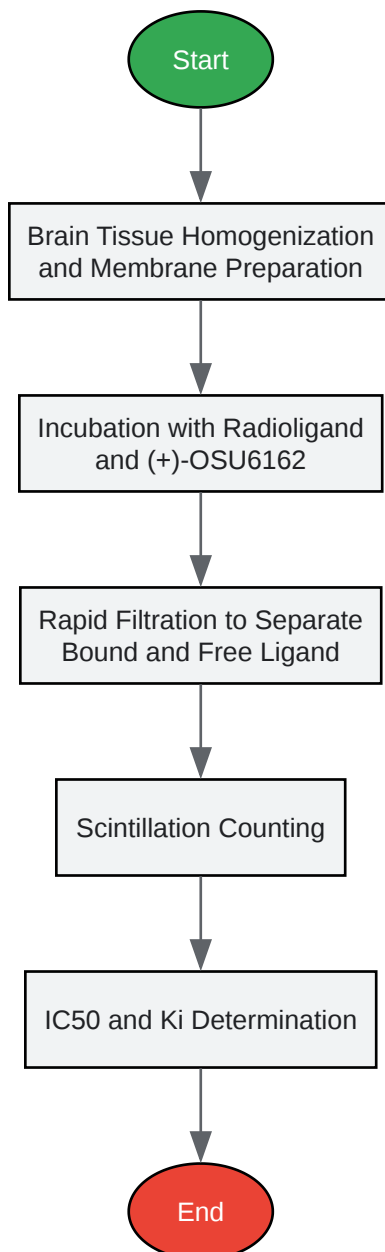 Start
Brain Tissue Homogenization
and Membrane Preparation
Incubation with Radioligand
and (+)-OSU6162
Rapid Filtration to Separate
Bound and Free Ligand
Scintillation Counting
IC50 and Ki Determination
End